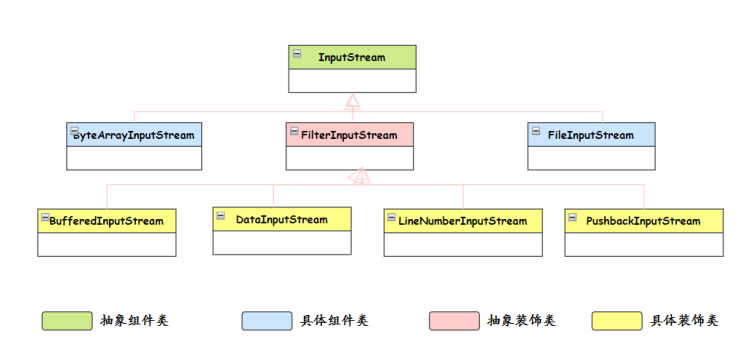 InputStream
ByteArrayInputStream
FilterInputStream
FileInputStream
BufferedInputStream
DataInputStream
LineNumberInputStream
PushbackInputStream
抽象组件类
具体组件类
抽象装饰类
具体装饰类